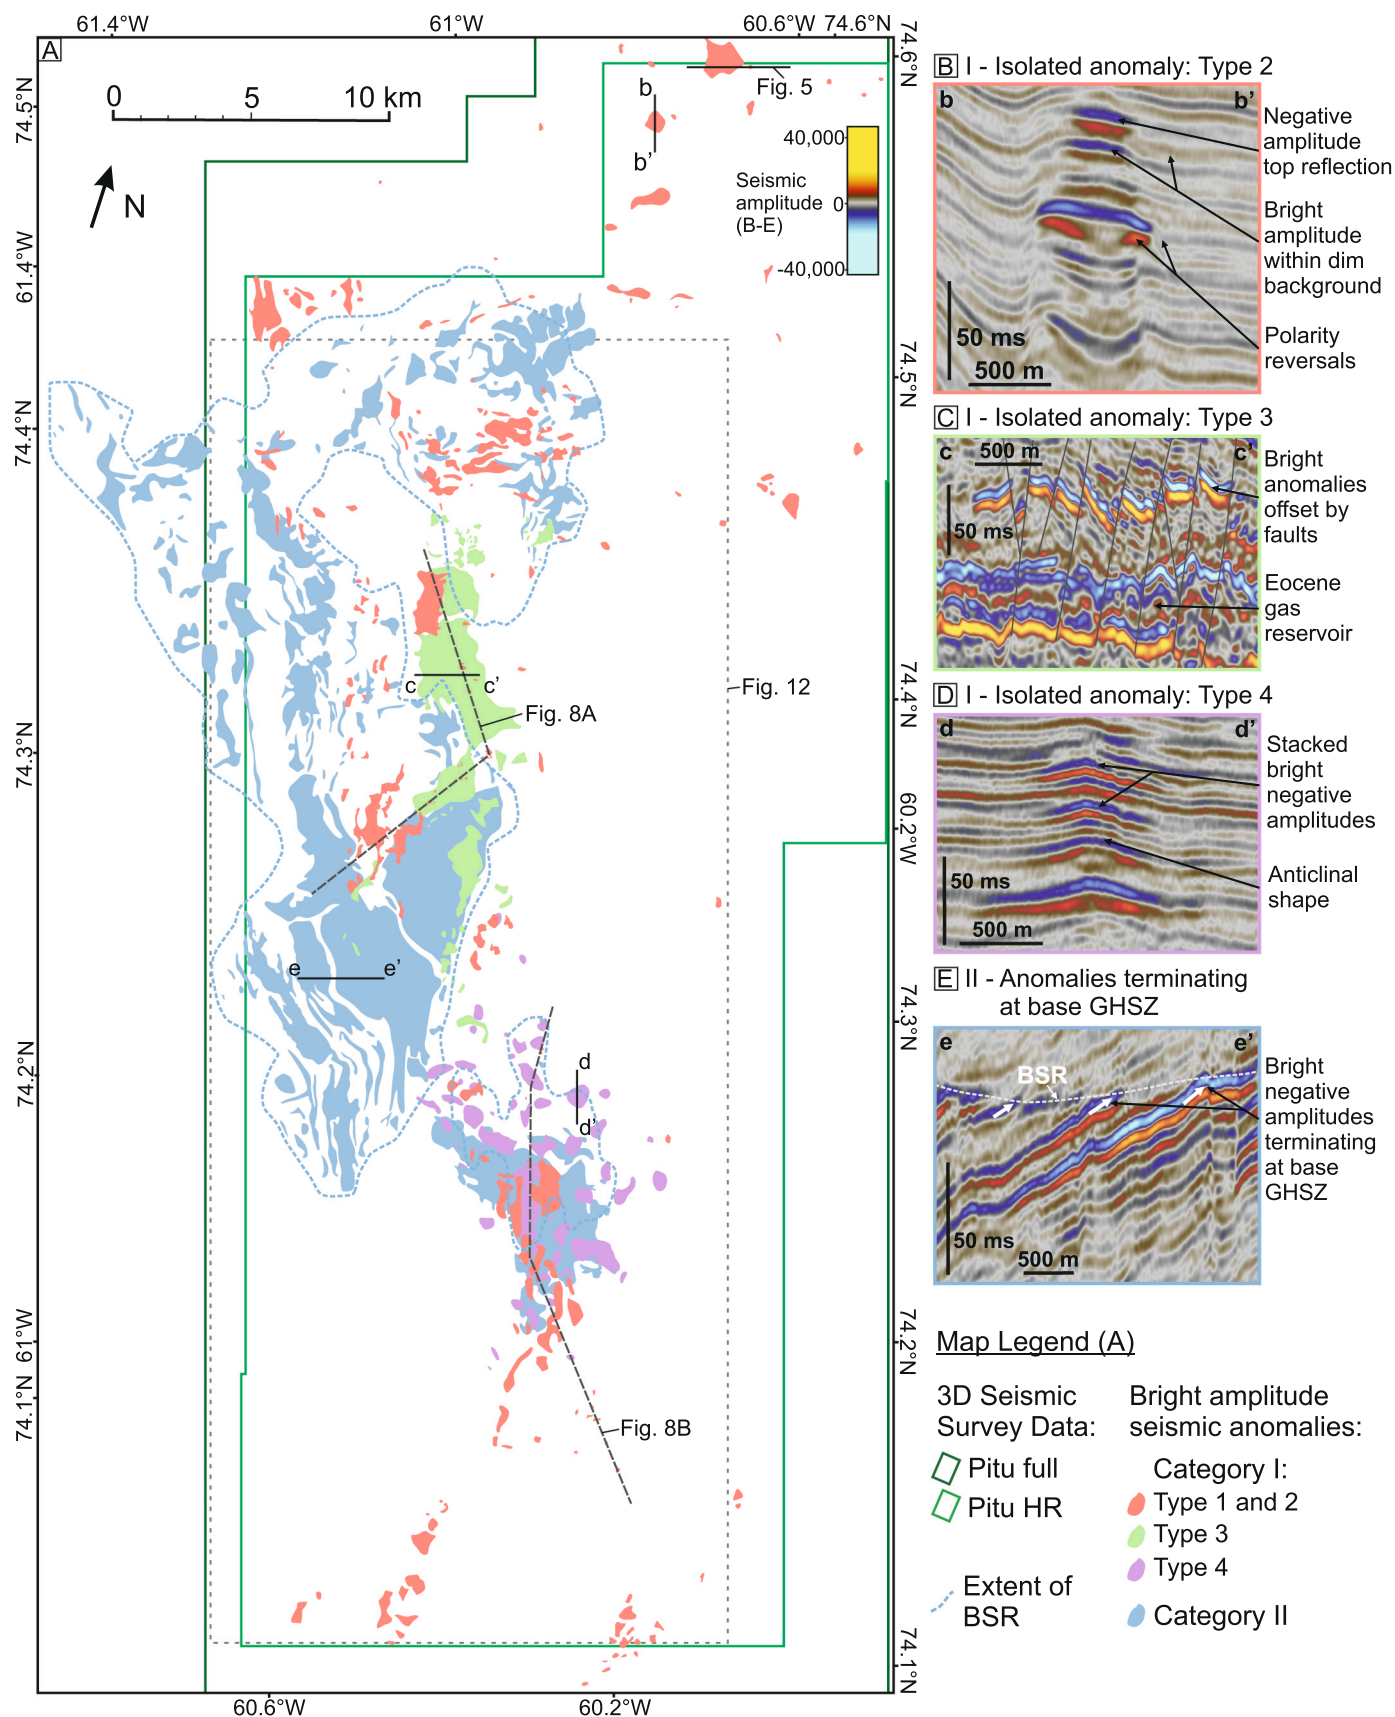 61.4°W
61°W
60.6°W
74.6°N
A
0
5
10 km
N
74.5°N
61.4°W
74.4°N
74.3°N
74.2°N
61°W
74.1°N
74.6°N
74.5°N
74.4°N
60.2°W
74.3°N
74.2°N
74.1°N
60.6°W
60.2°W
b
b'
Fig. 5
Seismic
amplitude
(B-E)
40,000
0
-40,000
c
c'
Fig. 12
Fig. 8A
e
e'
d
d'
Fig. 8B
B I - Isolated anomaly: Type 2
b
b'
50 ms
500 m
Negative
amplitude
top reflection
Bright
amplitude
within dim
background
Polarity
reversals
C I - Isolated anomaly: Type 3
c
c'
500 m
50 ms
Bright
anomalies
offset by
faults
Eocene
gas
reservoir
D I - Isolated anomaly: Type 4
d
d'
50 ms
500 m
Stacked
bright
negative
amplitudes
Anticlinal
shape
E II - Anomalies terminating
at base GHSZ
e
e'
BSR
50 ms
500 m
Bright
negative
amplitudes
terminating
at base
GHSZ
Map Legend (A)
3D Seismic
Survey Data:
Pitu full
Pitu HR
Extent of
BSR
Bright amplitude
seismic anomalies:
Category I:
Type 1 and 2
Type 3
Type 4
Category II